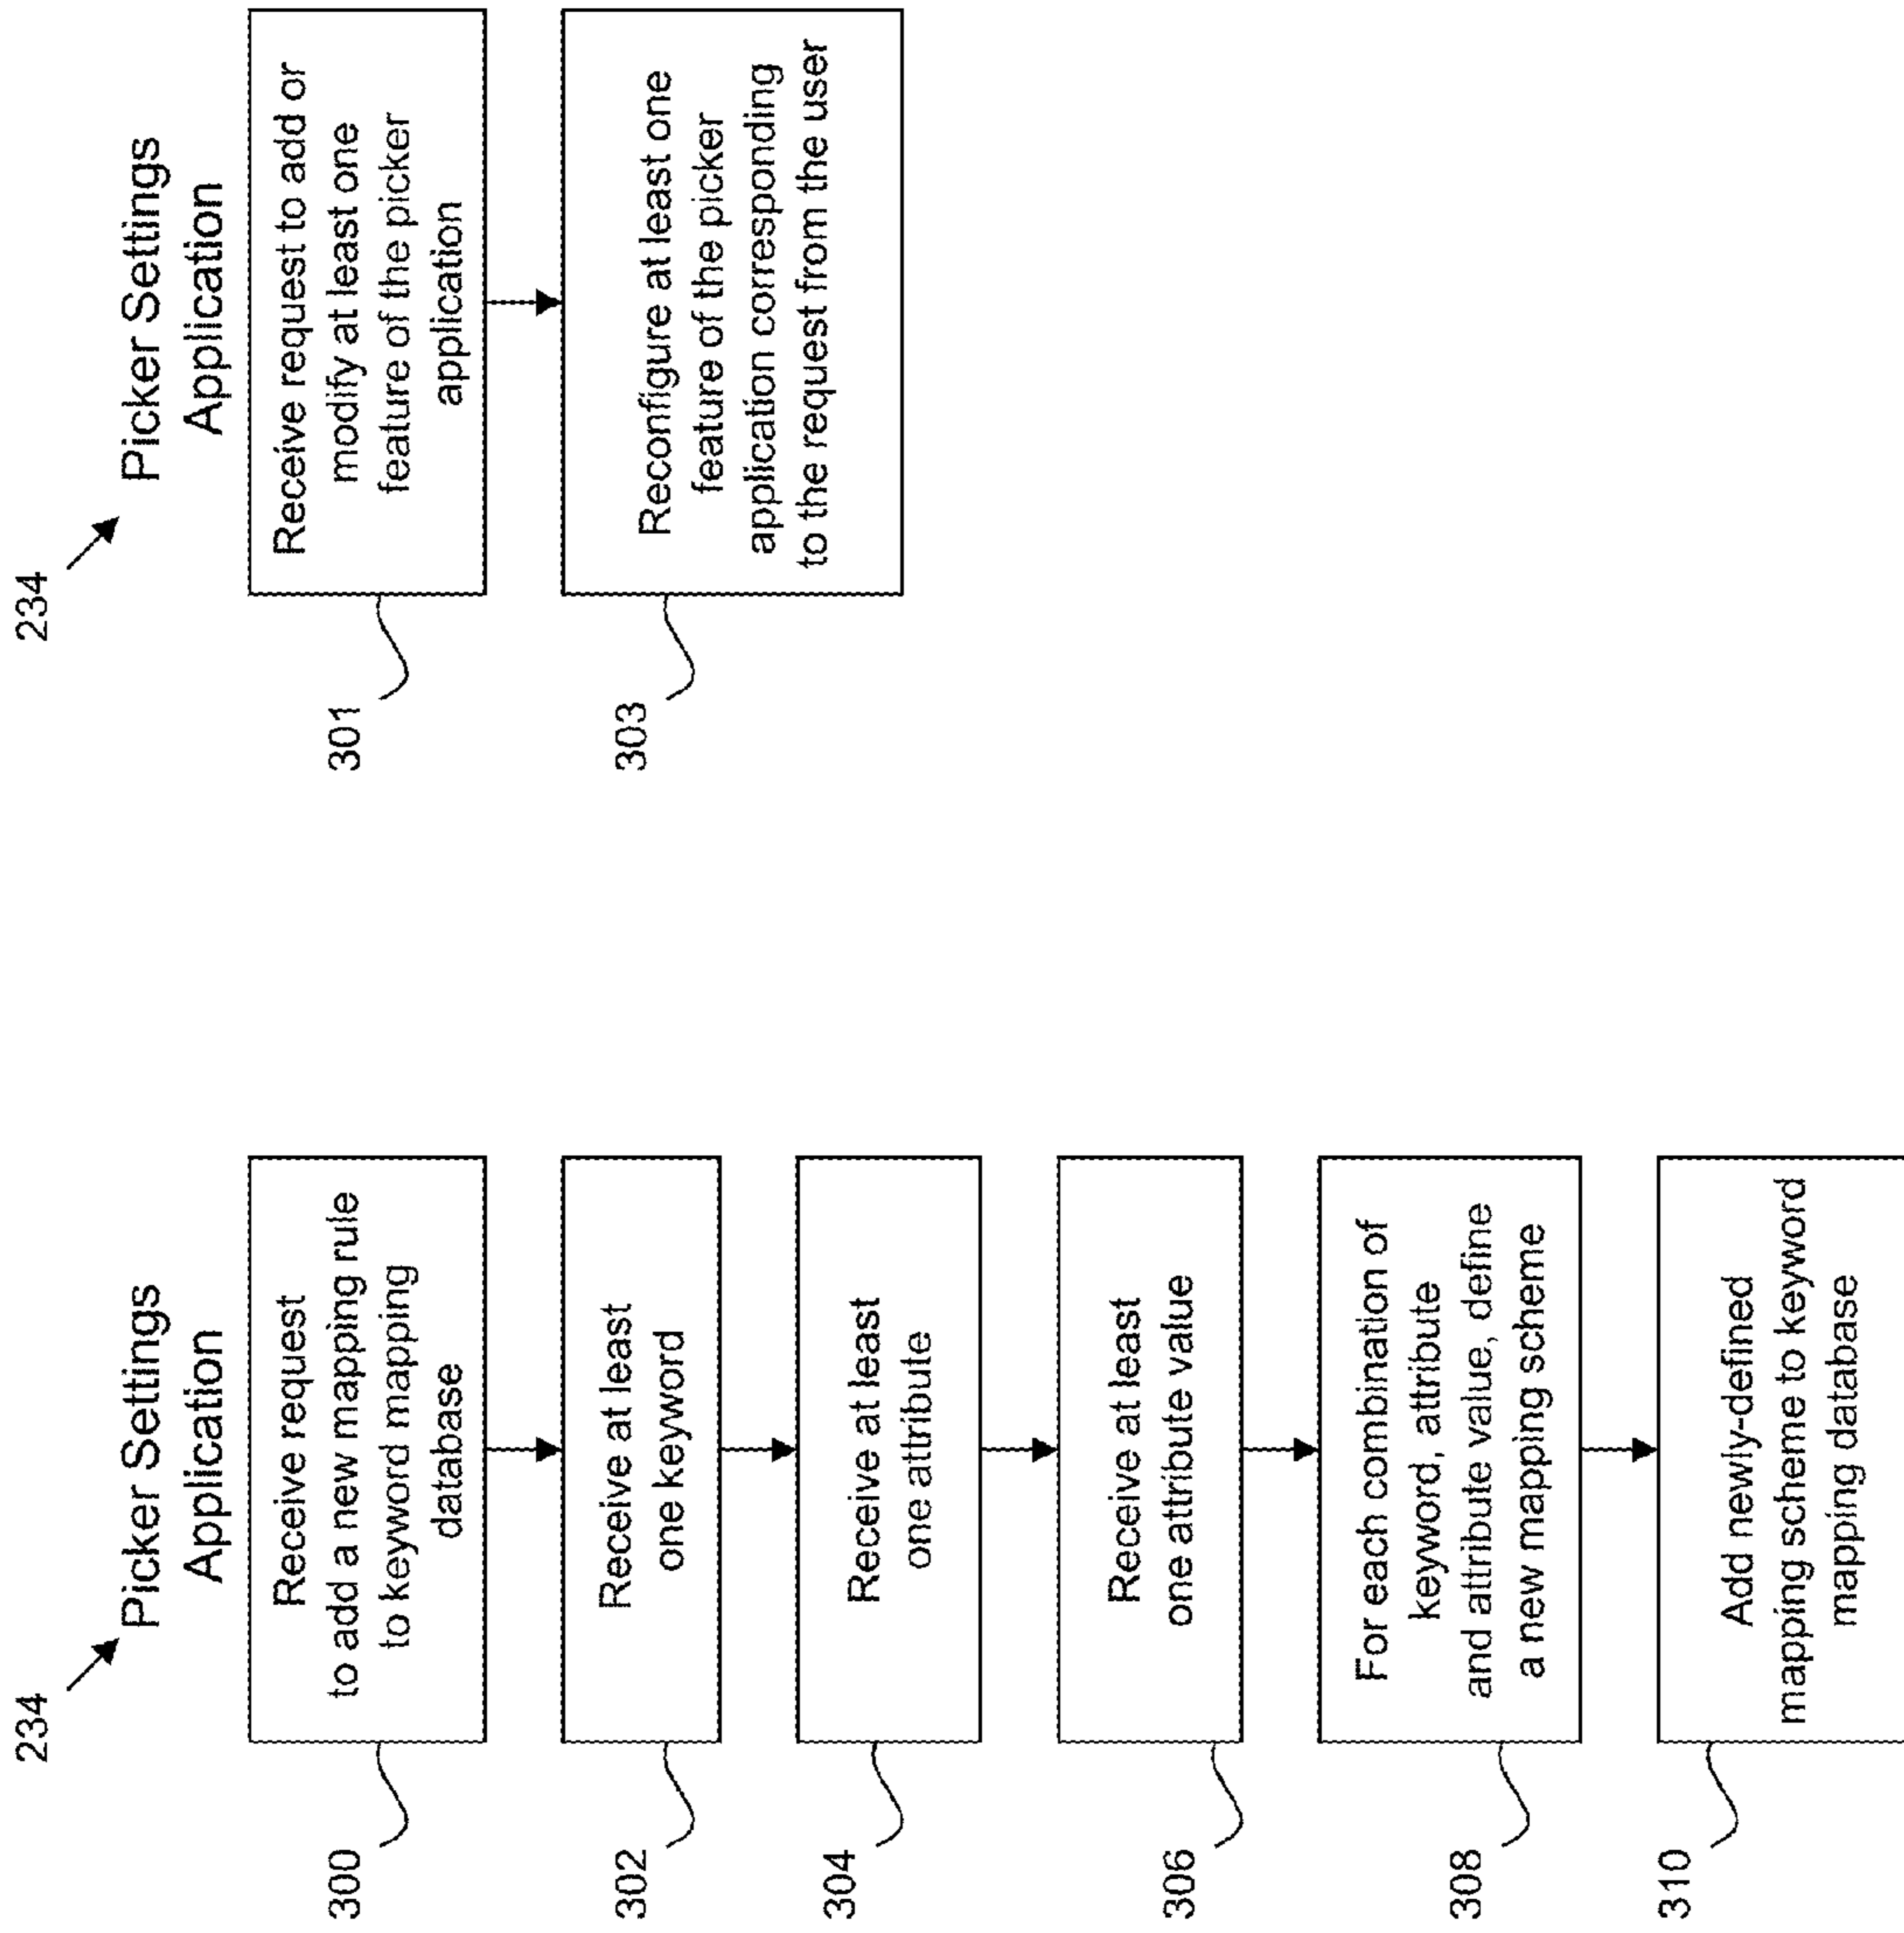 234
Picker Settings
Application
300
Receive request
to add a new mapping rule
to keyword mapping
database
302
Receive at least
one keyword
304
Receive at least
one attribute
306
Receive at least
one attribute value
308
For each combination of
keyword, attribute
and attribute value, define
a new mapping scheme
310
Add newly-defined
mapping scheme to keyword
mapping database
234
Picker Settings
Application
301
Receive request to add or
modify at least one
feature of the picker
application
303
Reconfigure at least one
feature of the picker
application corresponding
to the request from the user